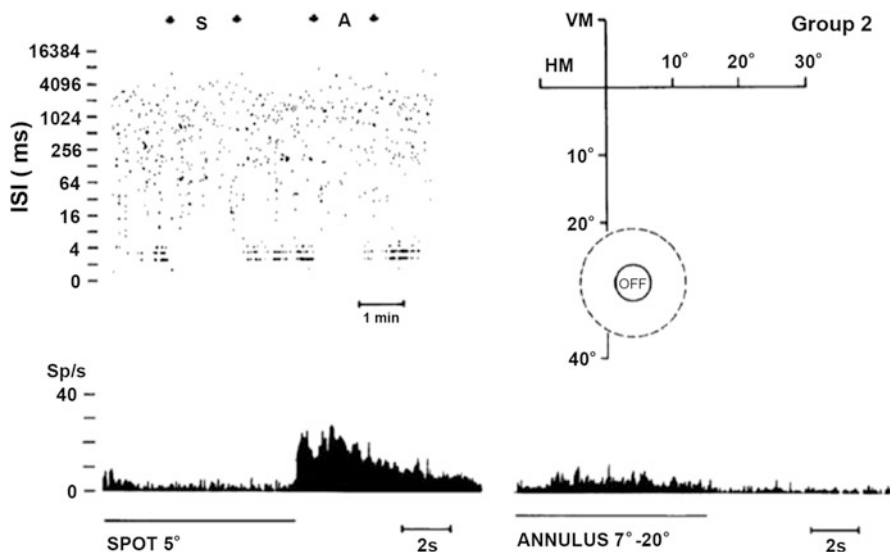 S A
16384
4096
1024
256
64
16
4
0
ISI ( ms)
1 min
VM
Group 2
HM
10° 20° 30°
10°
20°
OFF
40°
Sp/s
40
0
SPOT 5°
2s
ANNULUS 7°-20°
2s